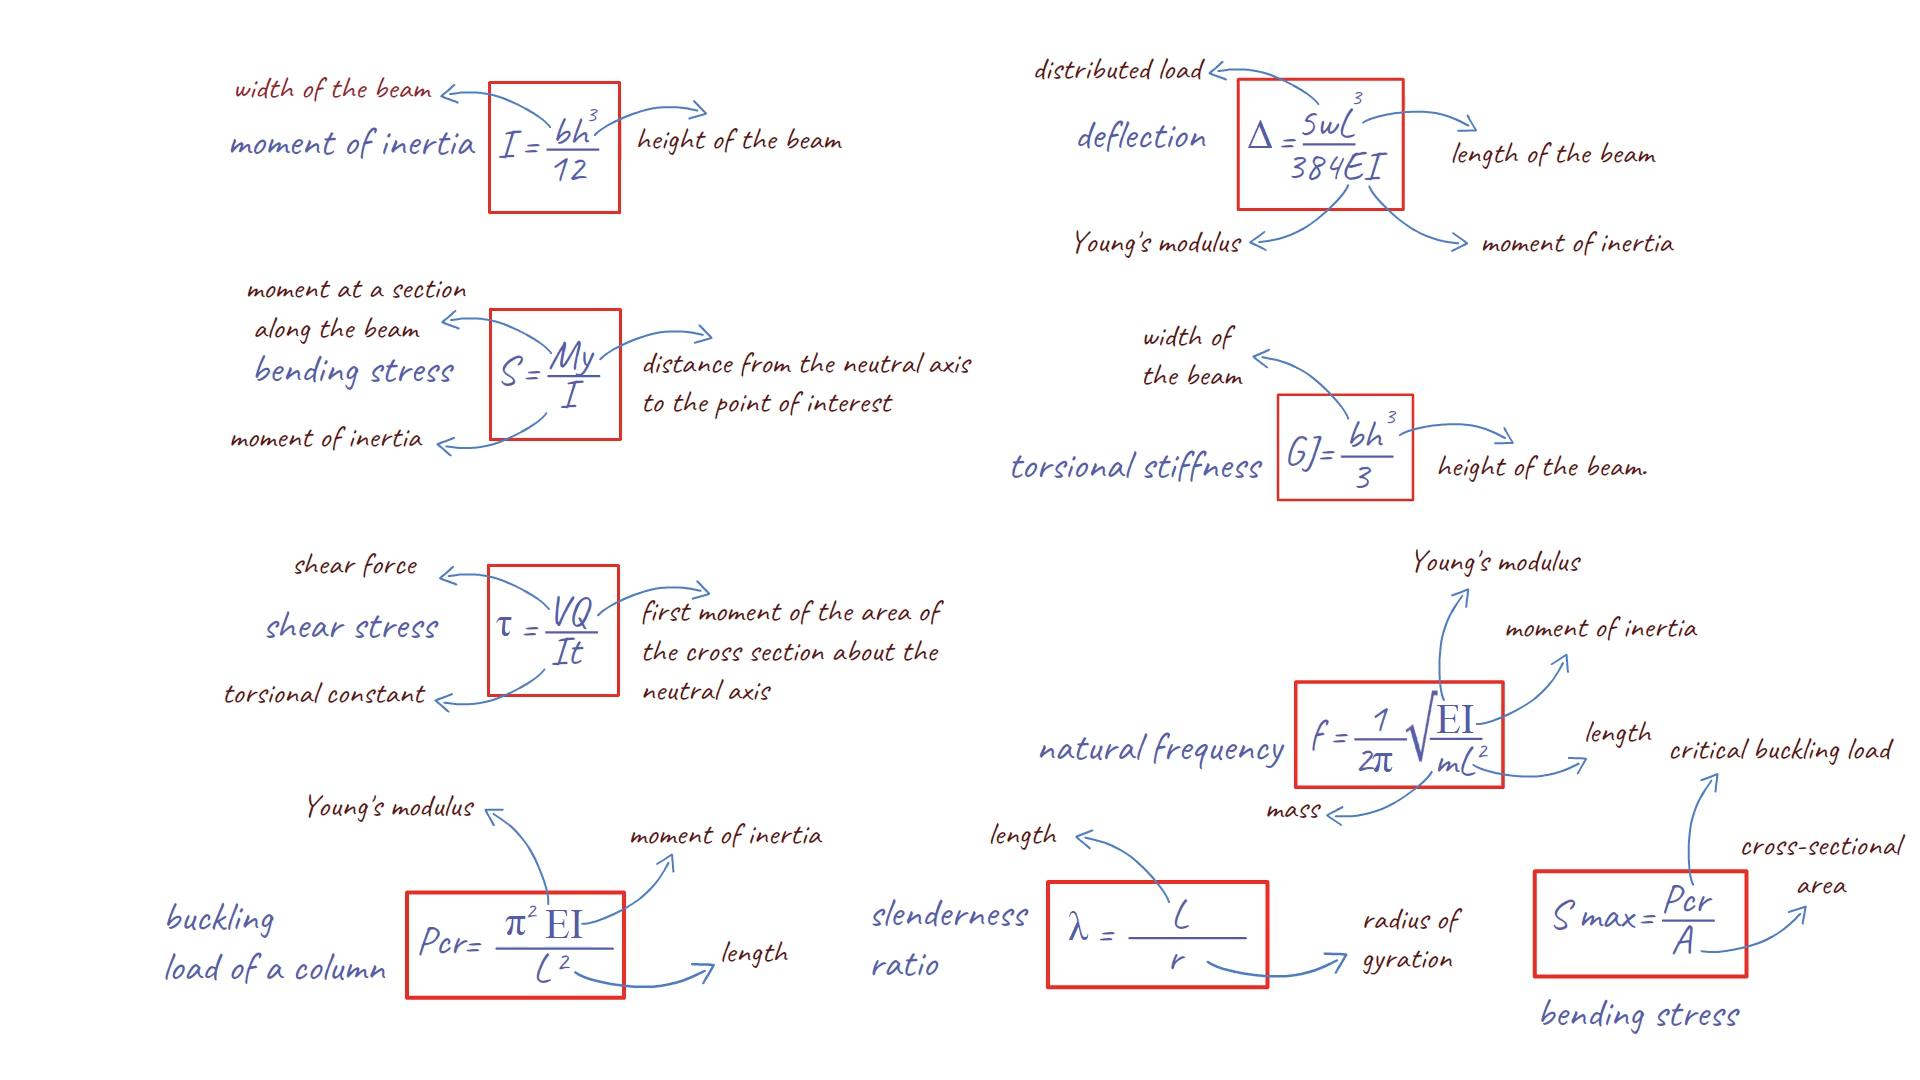 width of the beam
moment of inertia
I = bh³/12
height of the beam
moment at a section
along the beam
bending stress
S = My/I
distance from the neutral axis
to the point of interest
moment of inertia
shear force
shear stress
τ = VQ/It
first moment of the area of
the cross section about the
neutral axis
torsional constant
Young's modulus
moment of inertia
buckling
load of a column
Pcr= π² EI/L²
length
distributed load
deflection
Δ = 5wL³/384EI
length of the beam
Young's modulus
moment of inertia
width of
the beam
torsional stiffness
GJ= bh³/3
height of the beam.
Young's modulus
moment of inertia
natural frequency
f = 1/2π √EI/mL²
length
mass
length
slenderness
ratio
λ = L/r
radius of
gyration
critical buckling load
cross-sectional
area
S max= Pcr/A
bending stress